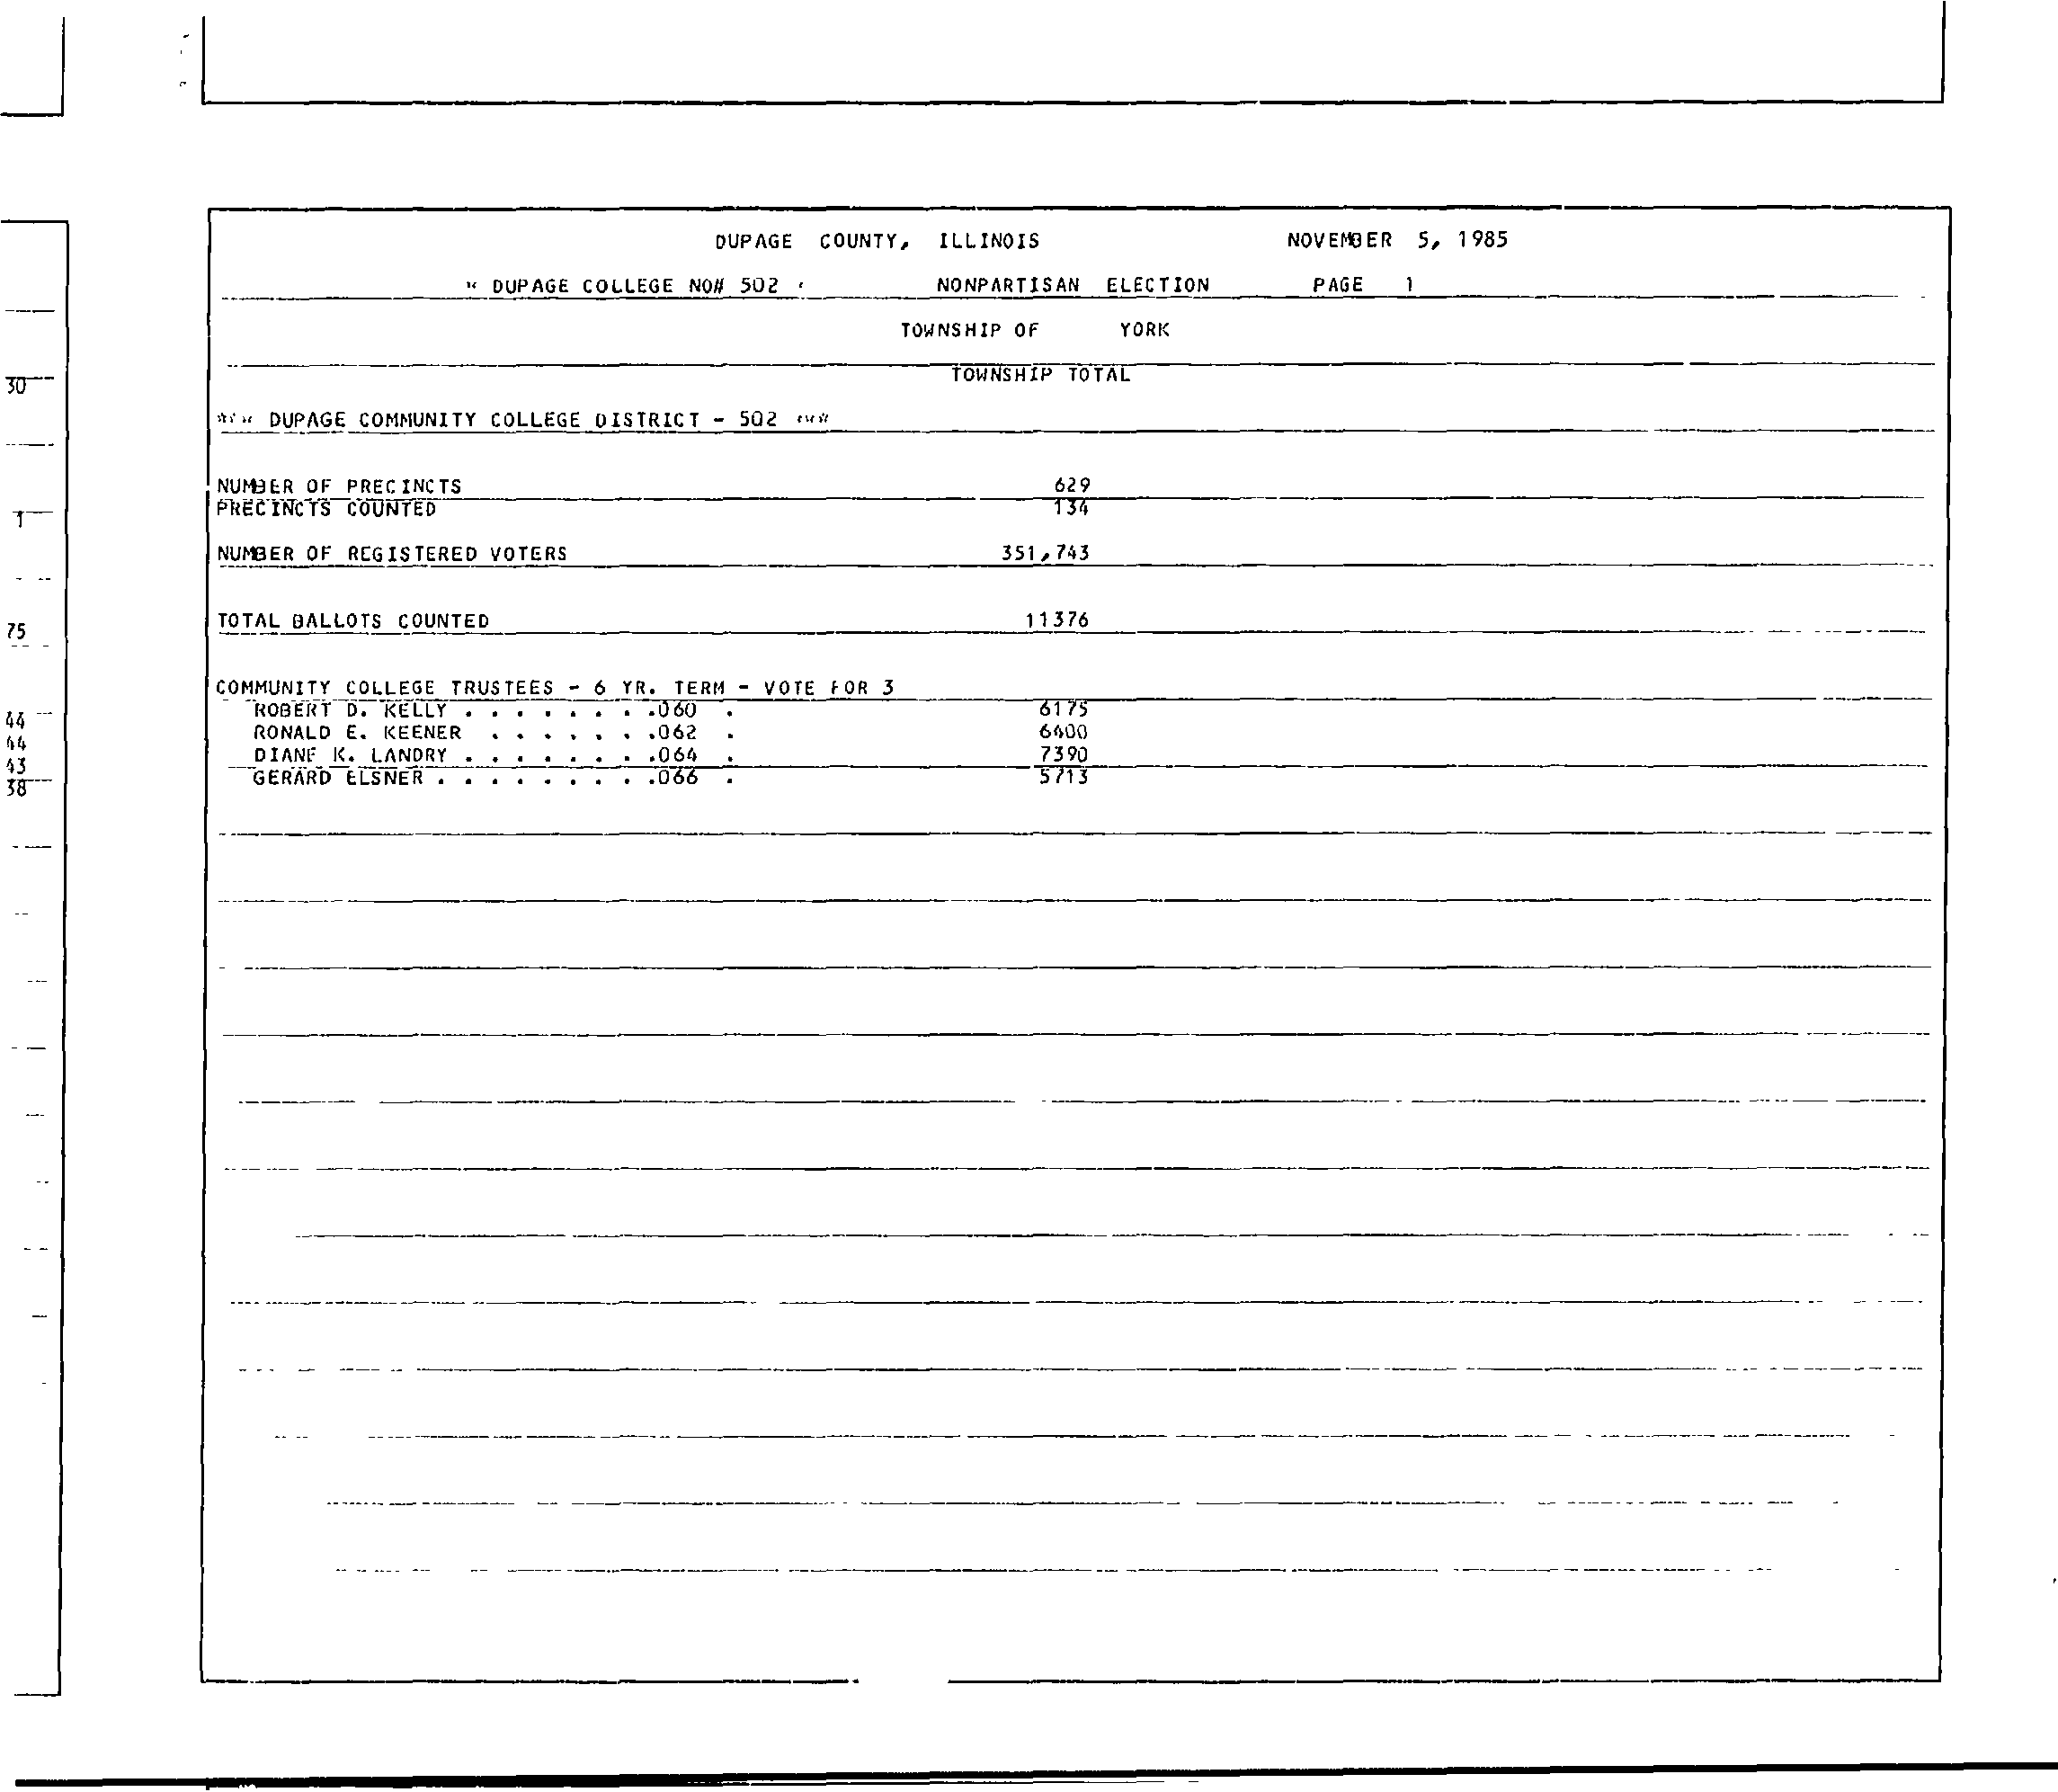 DUPAGE COUNTY, ILLINOIS NOVEMBER 5, 1985
DUPAGE COLLEGE NO# 502 NONPARTISAN ELECTION PAGE 1
TOWNSHIP OF YORK
TOWNSHIP TOTAL
*** DUPAGE COMMUNITY COLLEGE DISTRICT - 502 ***
NUMBER OF PRECINCTS 629
PRECINCTS COUNTED 134
NUMBER OF REGISTERED VOTERS 351,743
TOTAL BALLOTS COUNTED 11376
COMMUNITY COLLEGE TRUSTEES - 6 YR. TERM - VOTE FOR 3
ROBERT D. KELLY . . . . . . . .060 . 6175
RONALD E. KEENER . . . . . . .062 . 6400
DIANE K. LANDRY . . . . . . . .064 . 7390
GERARD ELSNER . . . . . . . . .066 . 5713
30
1
75
44
44
43
38